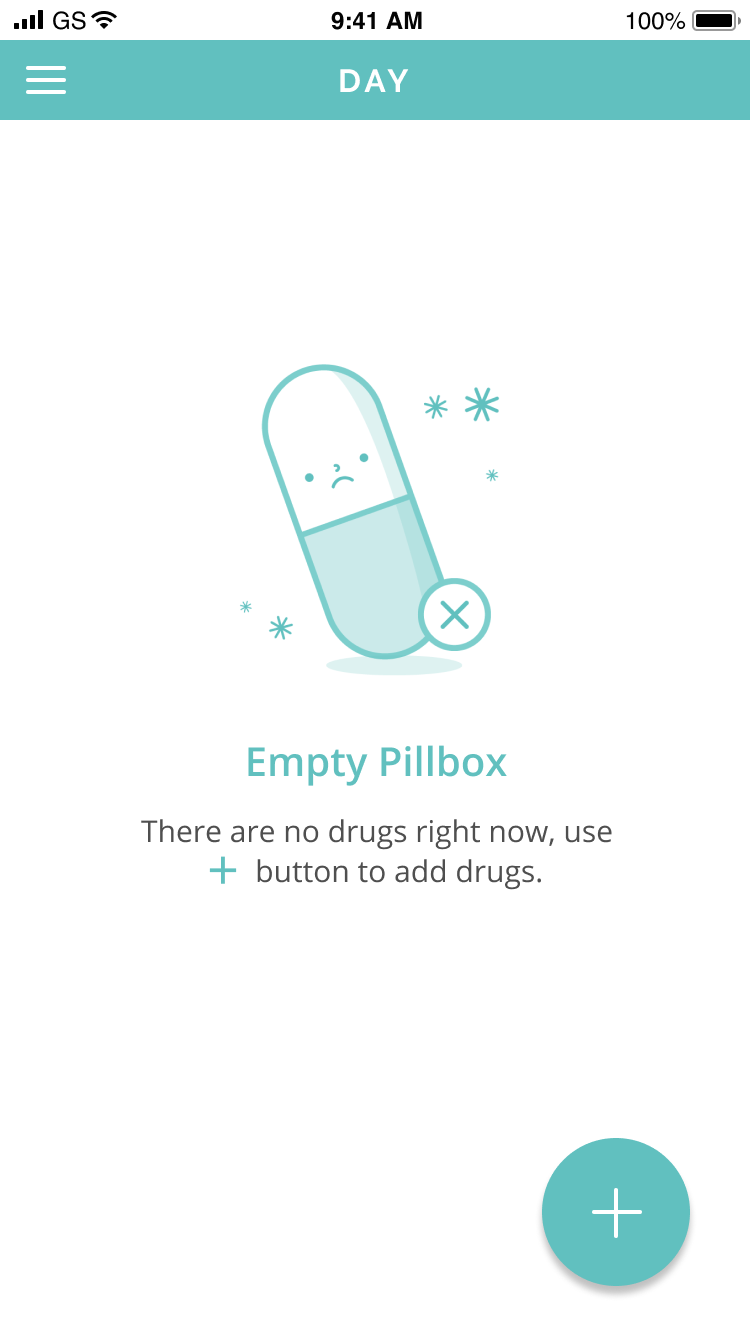 GS 9:41 AM 100%
DAY
Empty Pillbox
There are no drugs right now, use
+ button to add drugs.